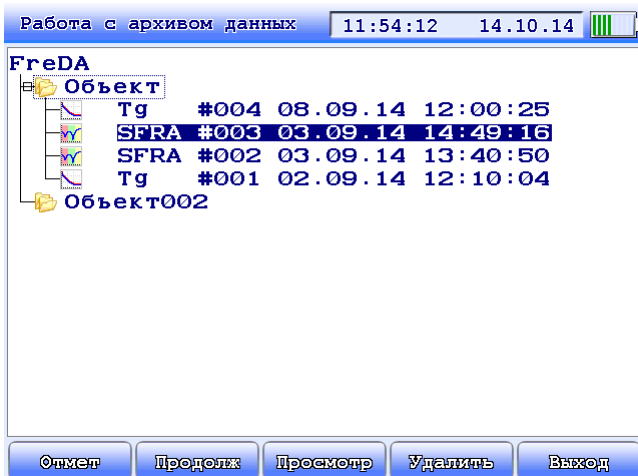 Работа с архивом данных 11:54:12 14.10.14
FreDA
Объект
Tg #004 08.09.14 12:00:25
SFRA #003 03.09.14 14:49:16
SFRA #002 03.09.14 13:40:50
Tg #001 02.09.14 12:10:04
Объект002
Отмет Продолж Просмотр Удалить Выход